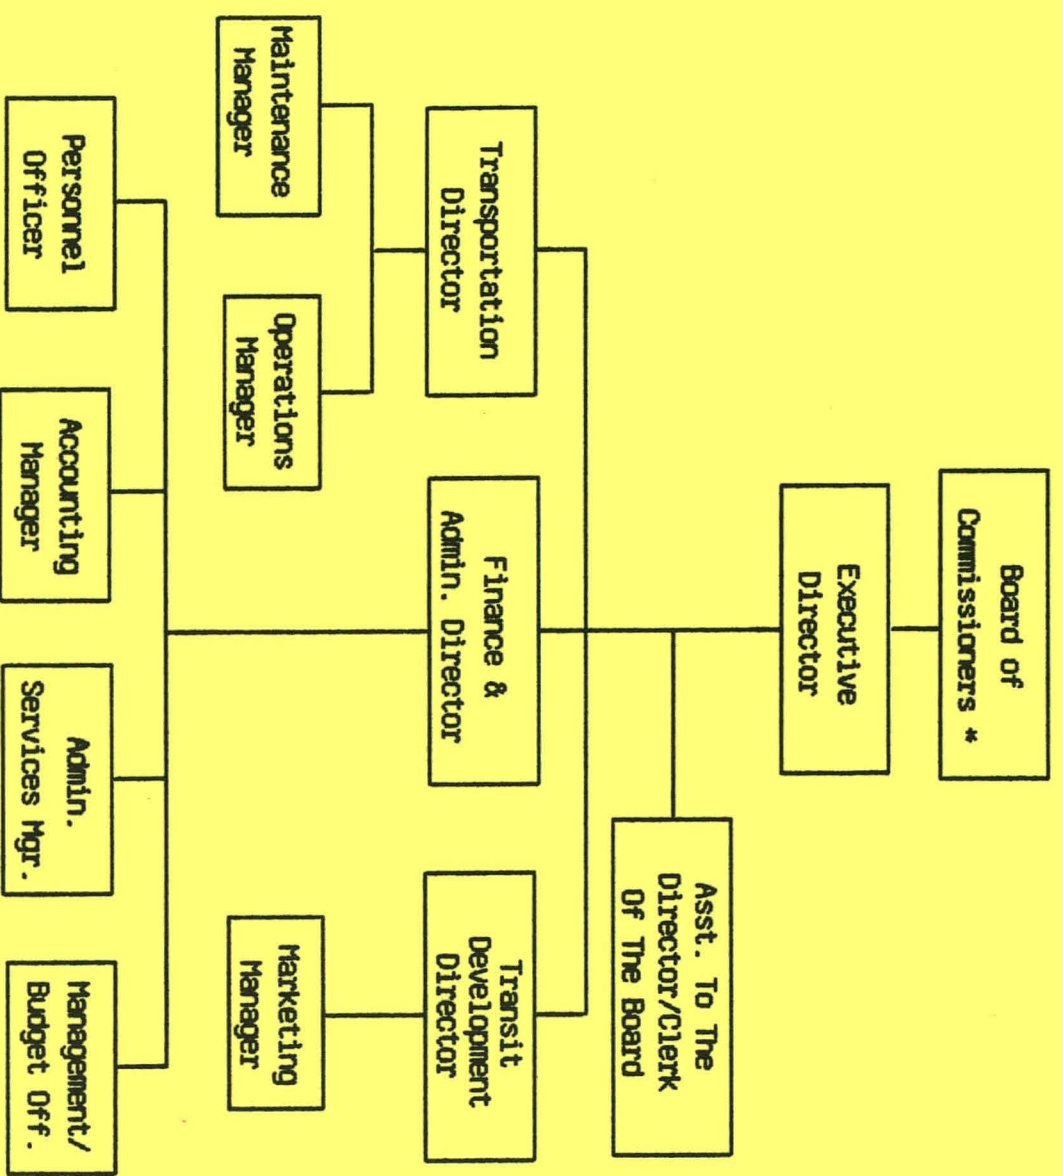 Board of
Commissioners *
Executive
Director
Asst. To The
Director/Clerk
Of The Board
Transportation
Director
Finance &
Admin. Director
Transit
Development
Director
Maintenance
Manager
Operations
Manager
Marketing
Manager
Personnel
Officer
Accounting
Manager
Admin.
Services Mgr.
Management/
Budget Off.